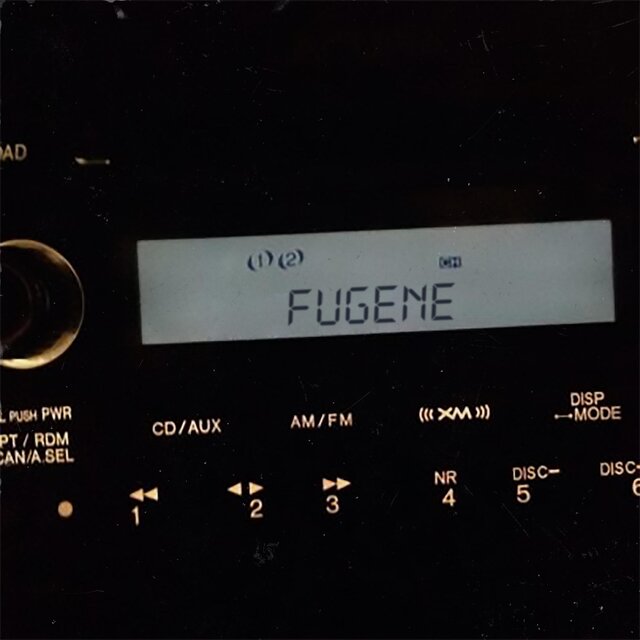 OAD
(1) (2) CH
FUGENE
L PUSH PWR
PT / RDM
CAN/A.SEL
CD/AUX
AM/FM
(((XM)))
DISP
MODE
1
2
3
NR
4
DISC-
5
DISC-
6